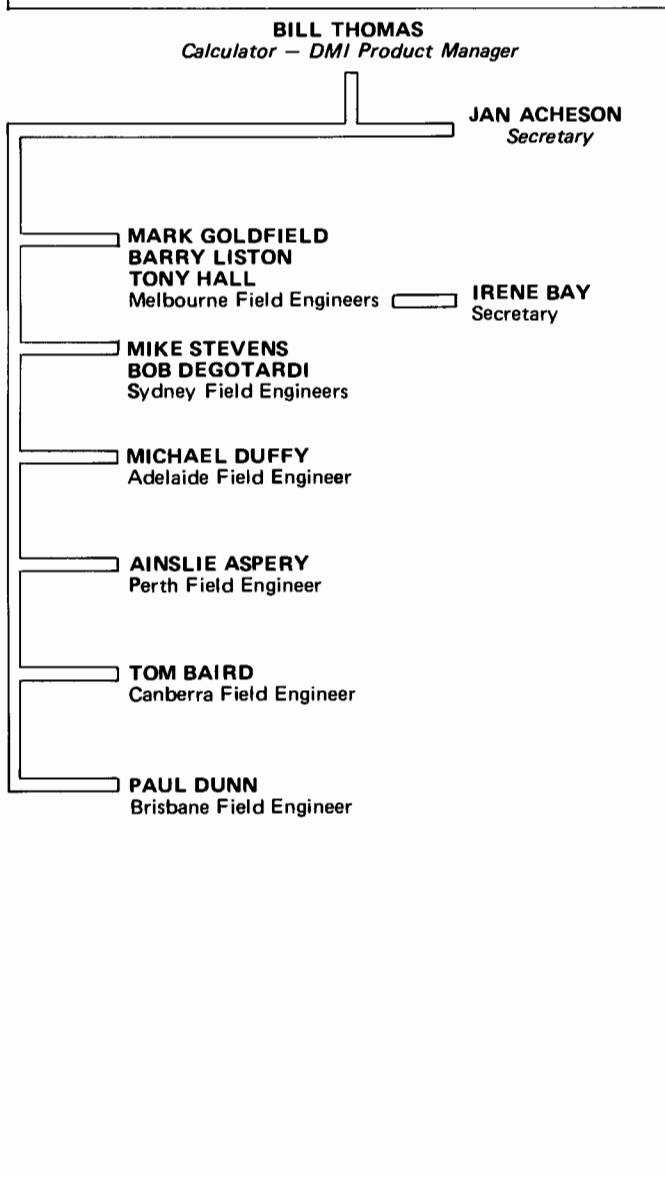 BILL THOMAS
Calculator — DMI Product Manager
JAN ACHESON
Secretary
MARK GOLDFIELD
BARRY LISTON
TONY HALL
Melbourne Field Engineers
IRENE BAY
Secretary
MIKE STEVENS
BOB DEGOTARDI
Sydney Field Engineers
MICHAEL DUFFY
Adelaide Field Engineer
AINSLIE ASPERY
Perth Field Engineer
TOM BAIRD
Canberra Field Engineer
PAUL DUNN
Brisbane Field Engineer